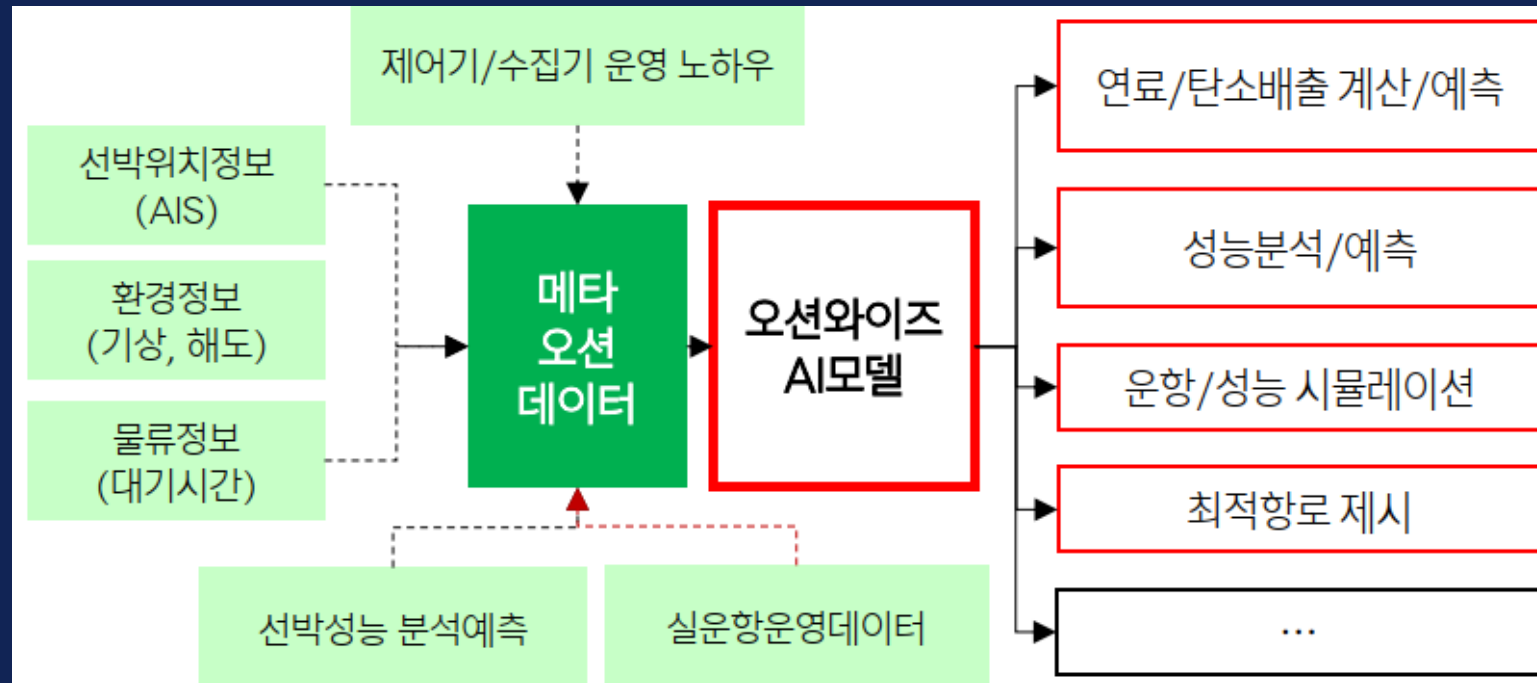 제어기/수집기 운영 노하우
선박위치정보
(AIS)
환경정보
(기상, 해도)
물류정보
(대기시간)
메타
오션
데이터
오션와이즈
AI모델
선박성능 분석예측
실운항운영데이터
연료/탄소배출 계산/예측
성능분석/예측
운항/성능 시뮬레이션
최적항로 제시
...